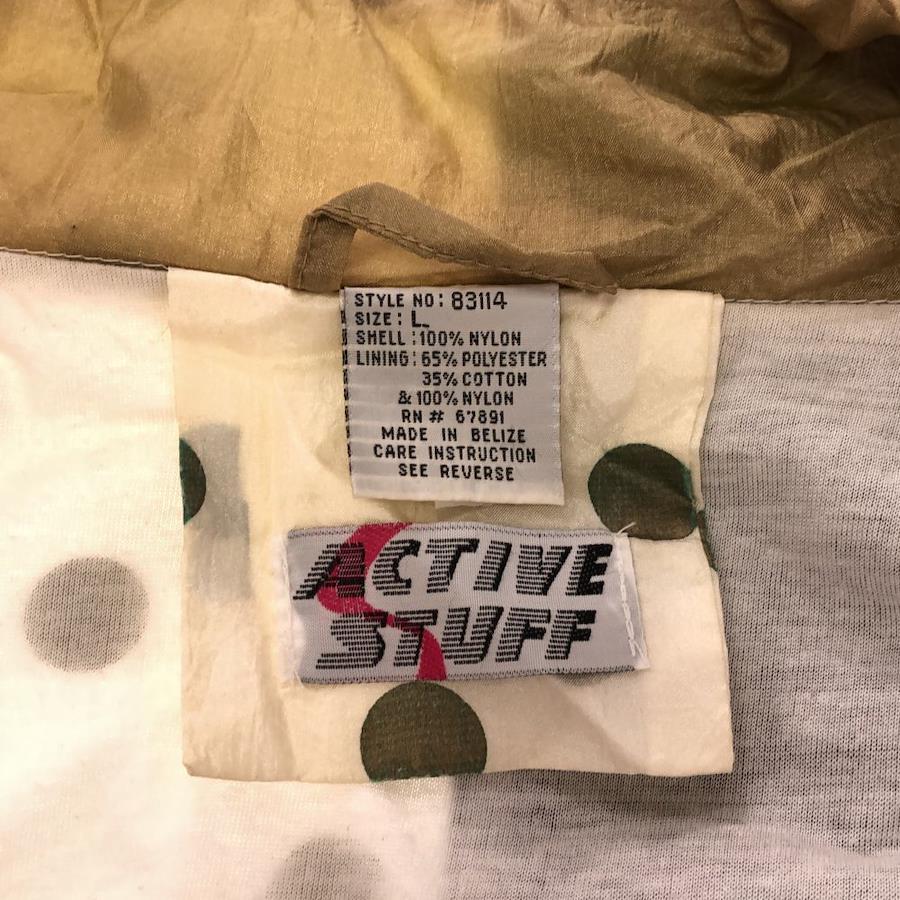 STYLE NO: 83114
SIZE: L
SHELL: 100% NYLON
LINING: 65% POLYESTER
35% COTTON
& 100% NYLON
RN # 67891
MADE IN BELIZE
CARE INSTRUCTION
SEE REVERSE
ACTIVE
STUFF